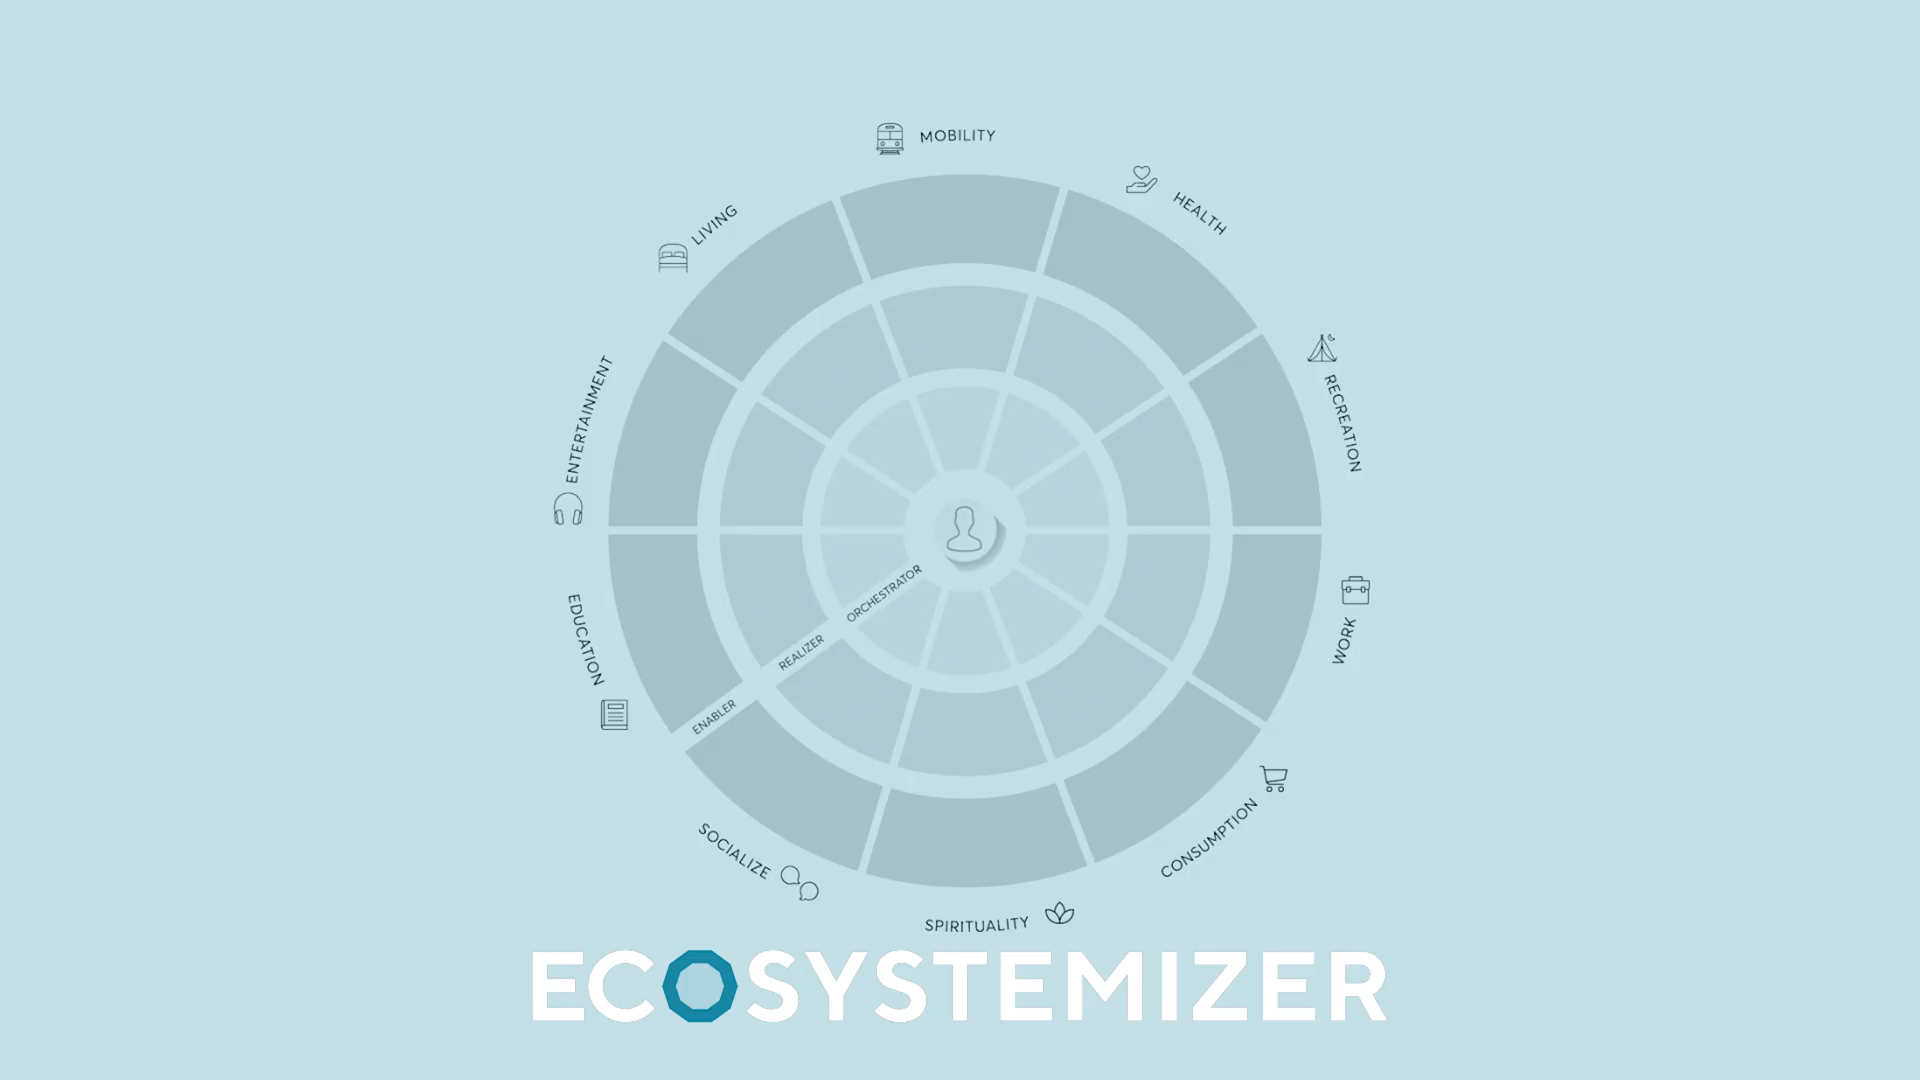 MOBILITY
HEALTH
RECREATION
WORK
CONSUMPTION
SPIRITUALITY
SOCIALIZE
EDUCATION
ENTERTAINMENT
LIVING
ORCHESTRATOR
REALIZER
ENABLER
ECOSYSTEMIZER